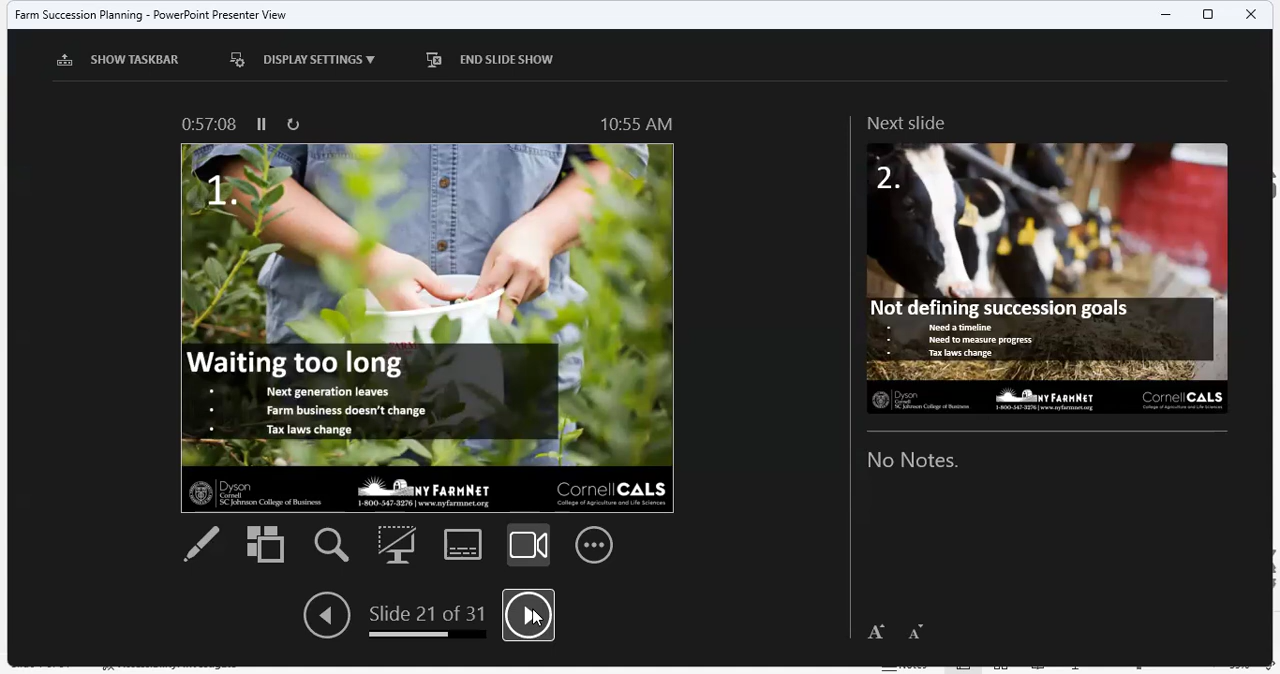 Farm Succession Planning - PowerPoint Presenter View
SHOW TASKBAR
DISPLAY SETTINGS ▼
END SLIDE SHOW
0:57:08
10:55 AM
1.
Waiting too long
• Next generation leaves
• Farm business doesn't change
• Tax laws change
Dyson
Cornell
SC Johnson College of Business
NY FARMNET
1-800-547-3276 | www.nyfarmnet.org
CornellCALS
College of Agriculture and Life Sciences
Slide 21 of 31
Next slide
2.
Not defining succession goals
• Need a timeline
• Need to measure progress
• Tax laws change
Dyson
Cornell
SC Johnson College of Business
NY FARMNET
1-800-547-3276 | www.nyfarmnet.org
CornellCALS
College of Agriculture and Life Sciences
No Notes.
A A